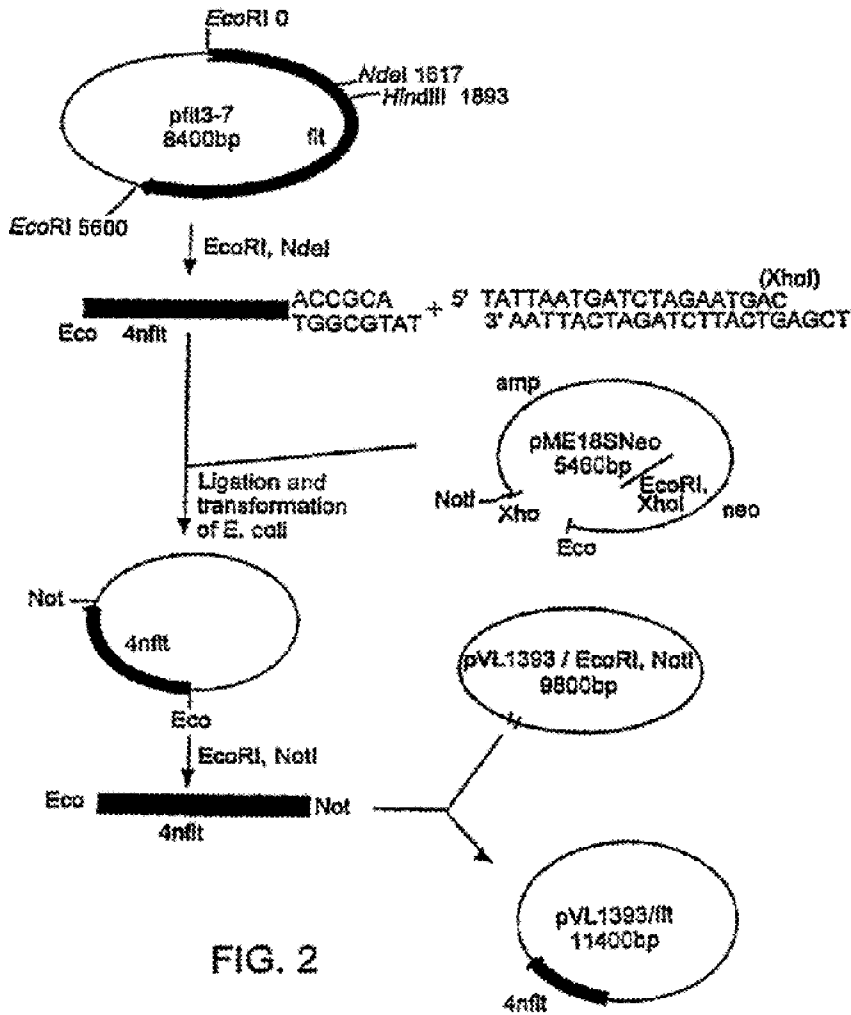 EcoRI 0
NdeI 1617
HindIII 1893
pflt3-7
8400bp
flt
EcoRI 5600
EcoRI, NdeI
ACCGCA
TGGCGTAT
+
(XhoI)
5' TATTAATGATCTAGAATGAC
3' AATTACTAGATCTTACTGAGCT
Eco
4nflt
amp
pME18SNeo
5460bp
EcoRI,
XhoI
NotI
Xho
neo
Eco
Ligation and
transformation
of E. coli
Not
4nflt
Eco
pVL1393 / EcoRI, NotI
9800bp
EcoRI, NotI
Eco
Not
4nflt
pVL1393/flt
11400bp
4nflt
FIG. 2